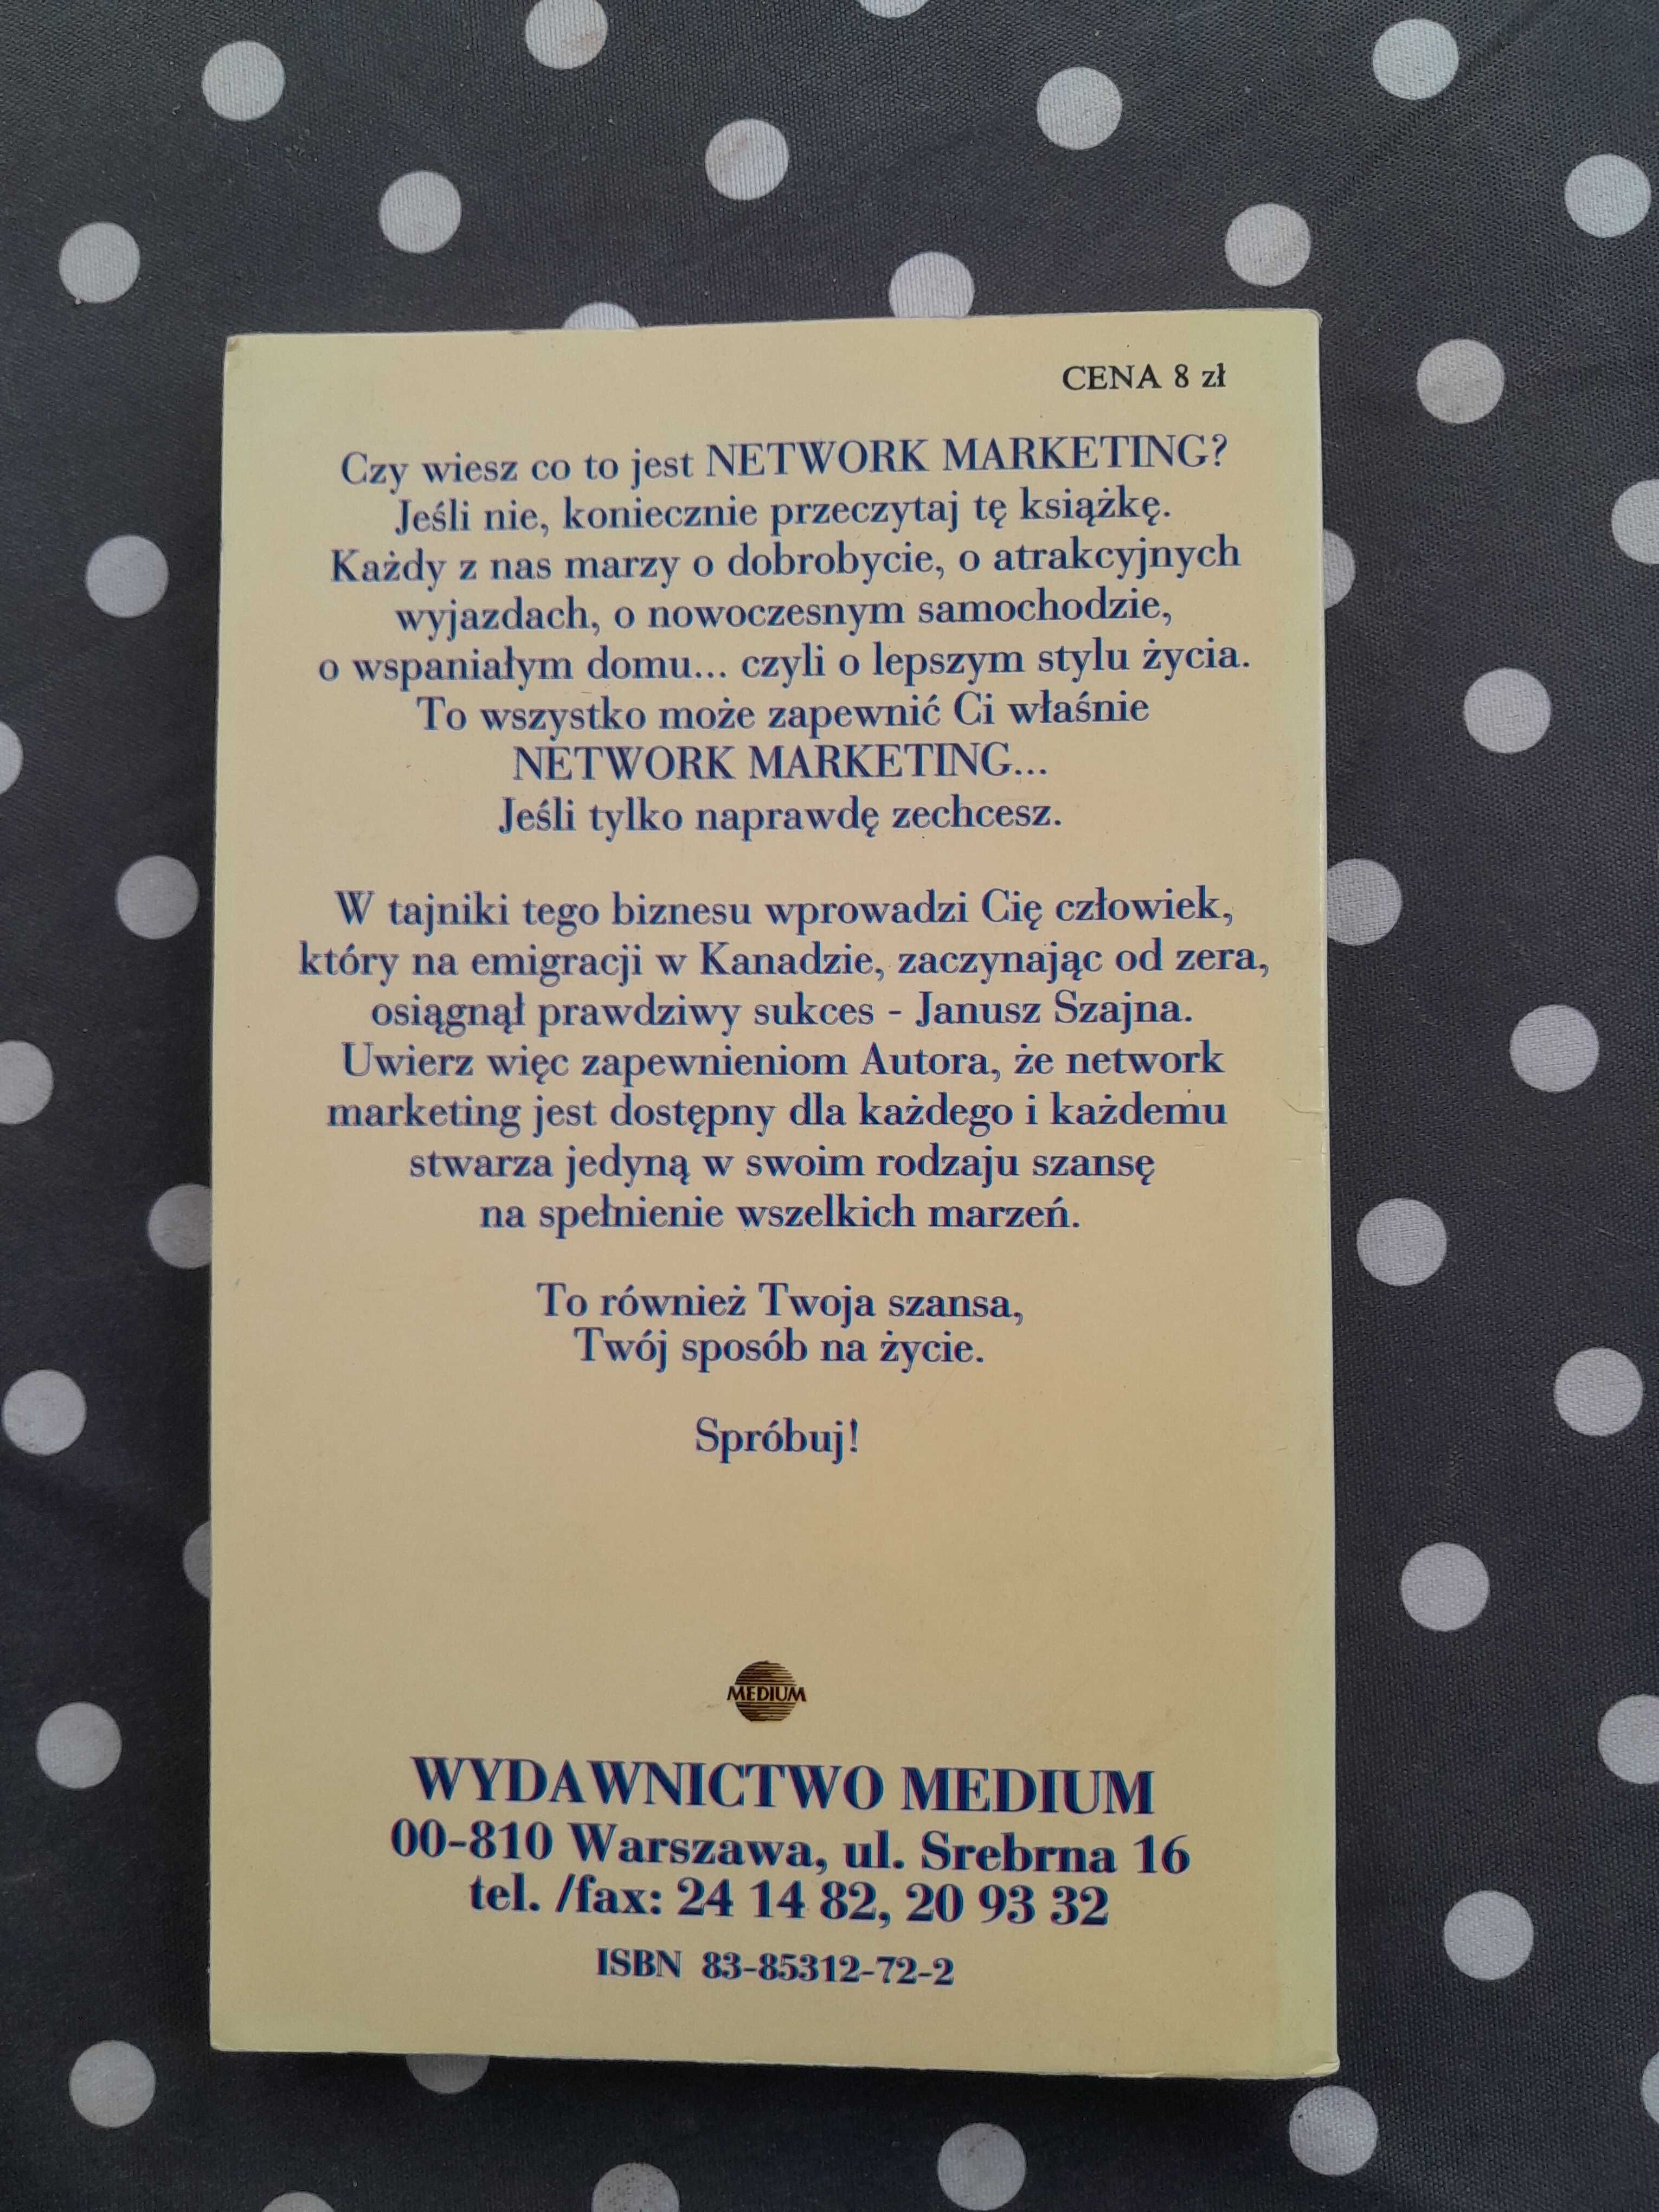 CENA 8 zł
Czy wiesz co to jest NETWORK MARKETING?
Jeśli nie, koniecznie przeczytaj tę książkę.
Każdy z nas marzy o dobrobycie, o atrakcyjnych
wyjazdach, o nowoczesnym samochodzie,
o wspaniałym domu... czyli o lepszym stylu życia.
To wszystko może zapewnić Ci właśnie
NETWORK MARKETING...
Jeśli tylko naprawdę zechcesz.
W tajniki tego biznesu wprowadzi Cię człowiek,
który na emigracji w Kanadzie, zaczynając od zera,
osiągnął prawdziwy sukces - Janusz Szajna.
Uwierz więc zapewnieniom Autora, że network
marketing jest dostępny dla każdego i każdemu
stwarza jedyną w swoim rodzaju szansę
na spełnienie wszelkich marzeń.
To również Twoja szansa,
Twój sposób na życie.
Spróbuj!
MEDIUM
WYDAWNICTWO MEDIUM
00-810 Warszawa, ul. Srebrna 16
tel. /fax: 24 14 82, 20 93 32
ISBN 83-85312-72-2